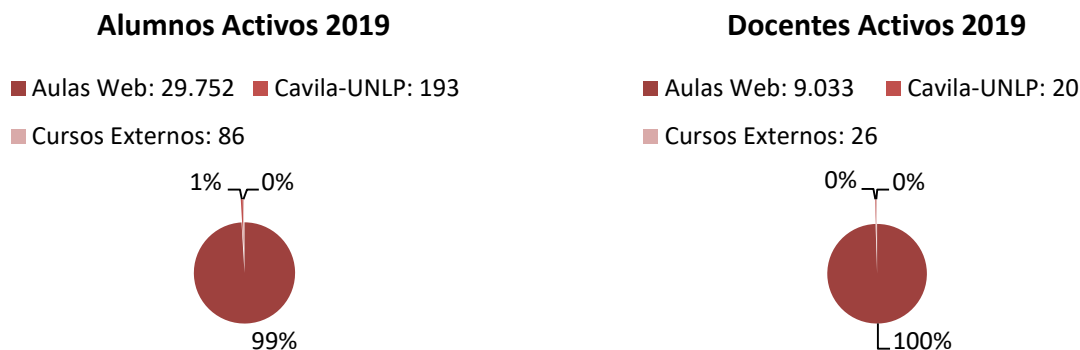 Alumnos Activos 2019
Aulas Web: 29.752 Cavila-UNLP: 193
Cursos Externos: 86
1% 0%
99%
Docentes Activos 2019
Aulas Web: 9.033 Cavila-UNLP: 20
Cursos Externos: 26
0% 0%
100%